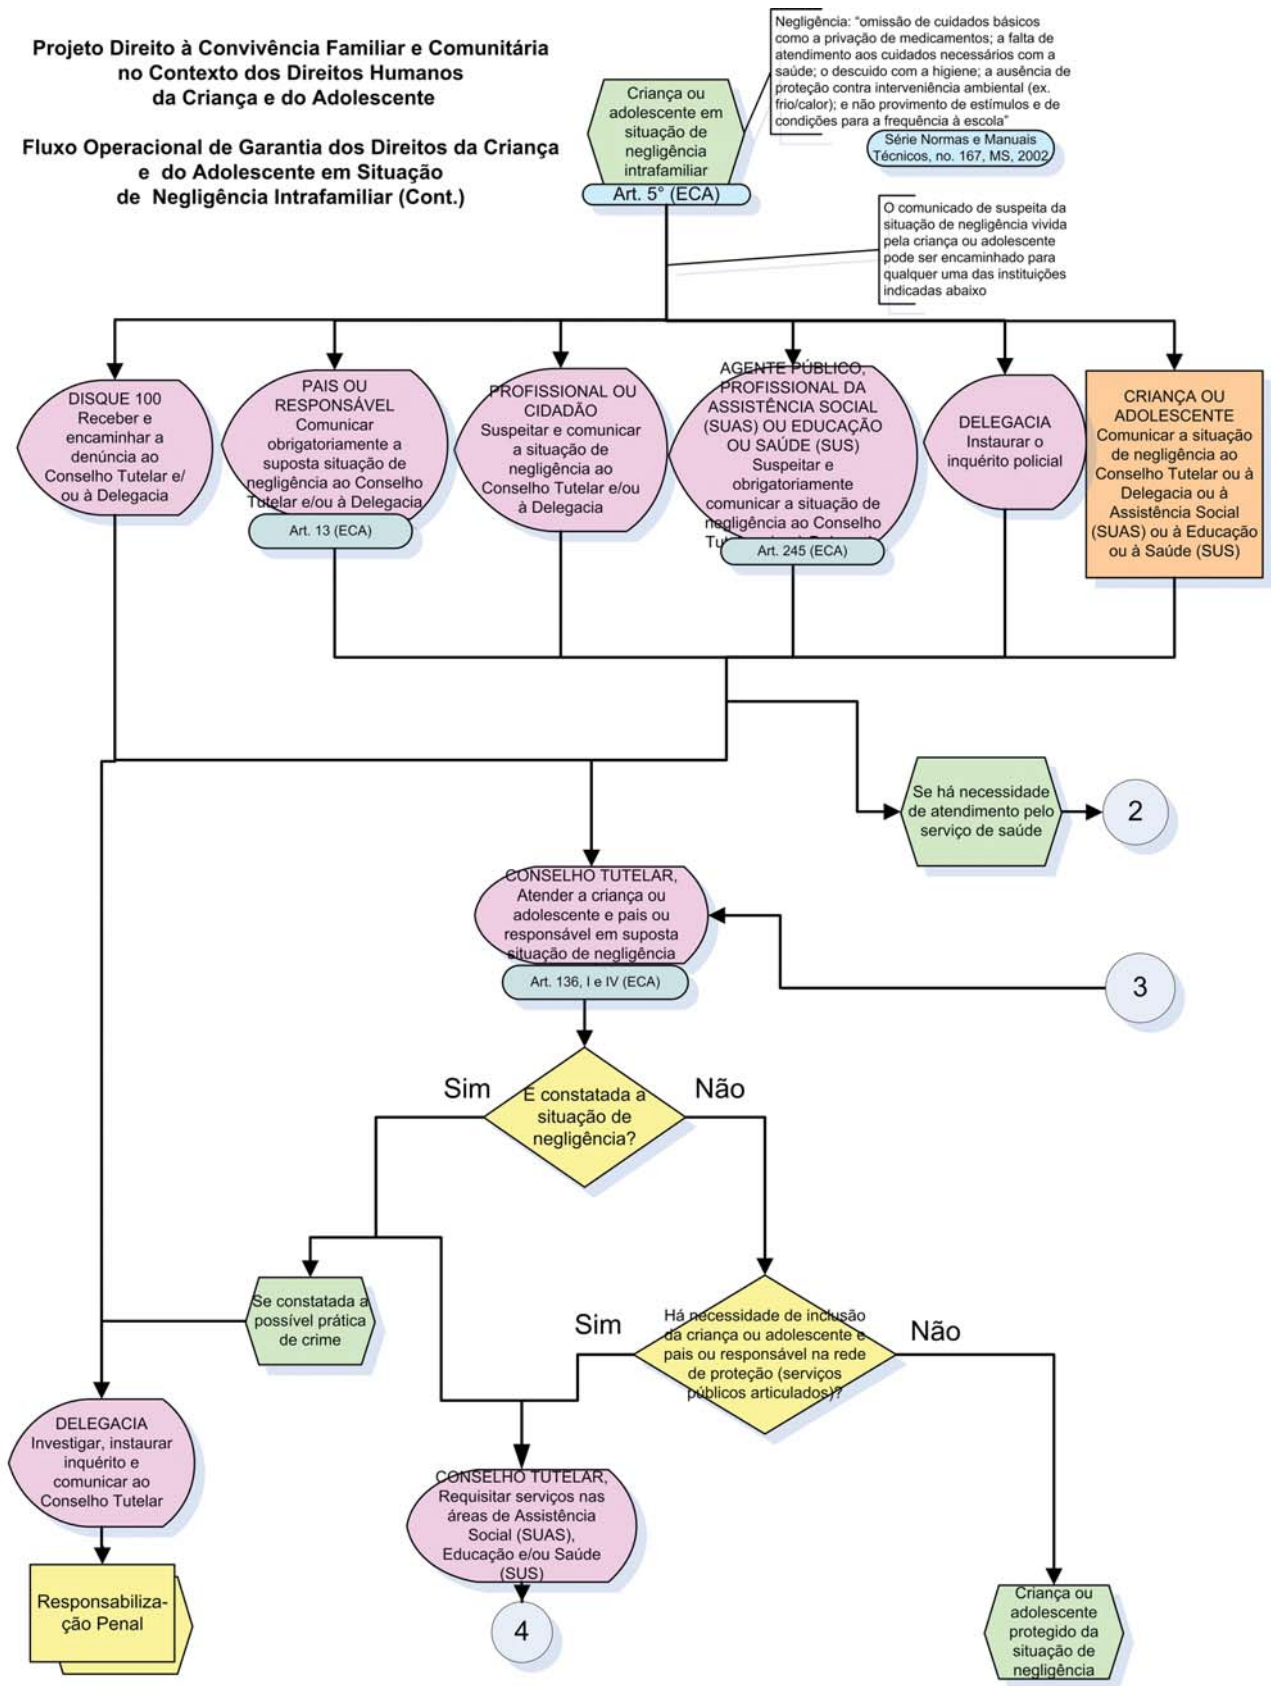 Projeto Direito à Convivência Familiar e Comunitária
no Contexto dos Direitos Humanos
da Criança e do Adolescente
Fluxo Operacional de Garantia dos Direitos da Criança
e do Adolescente em Situação
de Negligência Intrafamiliar (Cont.)
Criança ou
adolescente em
situação de
negligência
intrafamiliar
Art. 5° (ECA)
Negligência: “omissão de cuidados básicos
como a privação de medicamentos; a falta de
atendimento aos cuidados necessários com a
saúde; o descuido com a higiene; a ausência de
proteção contra interveniência ambiental (ex.
frio/calor); e não provimento de estímulos e de
condições para a frequência à escola”
Série Normas e Manuais
Técnicos, no. 167, MS, 2002
O comunicado de suspeita da
situação de negligência vivida
pela criança ou adolescente
pode ser encaminhado para
qualquer uma das instituições
indicadas abaixo
DISQUE 100
Receber e
encaminhar a
denúncia ao
Conselho Tutelar e/
ou à Delegacia
PAIS OU
RESPONSÁVEL
Comunicar
obrigatoriamente a
suposta situação de
negligência ao Conselho
Tutelar e/ou à Delegacia
Art. 13 (ECA)
PROFISSIONAL OU
CIDADÃO
Suspeitar e comunicar
a situação de
negligência ao
Conselho Tutelar e/ou
à Delegacia
AGENTE PÚBLICO,
PROFISSIONAL DA
ASSISTÊNCIA SOCIAL
(SUAS) OU EDUCAÇÃO
OU SAÚDE (SUS)
Suspeitar e
obrigatoriamente
comunicar a situação de
negligência ao Conselho
Art. 245 (ECA)
DELEGACIA
Instaurar o
inquérito policial
CRIANÇA OU
ADOLESCENTE
Comunicar a situação
de negligência ao
Conselho Tutelar ou à
Delegacia ou à
Assistência Social
(SUAS) ou à Educação
ou à Saúde (SUS)
Se há necessidade
de atendimento pelo
serviço de saúde
2
CONSELHO TUTELAR,
Atender a criança ou
adolescente e pais ou
responsável em suposta
situação de negligência
Art. 136, I e IV (ECA)
3
Sim
É constatada a
situação de
negligência?
Não
Se constatada a
possível prática
de crime
Sim
Há necessidade de inclusão
da criança ou adolescente e
pais ou responsável na rede
de proteção (serviços
públicos articulados)?
Não
DELEGACIA
Investigar, instaurar
inquérito e
comunicar ao
Conselho Tutelar
CONSELHO TUTELAR,
Requisitar serviços nas
áreas de Assistência
Social (SUAS),
Educação e/ou Saúde
(SUS)
Responsabiliza-
ção Penal
4
Criança ou
adolescente
protegido da
situação de
negligência